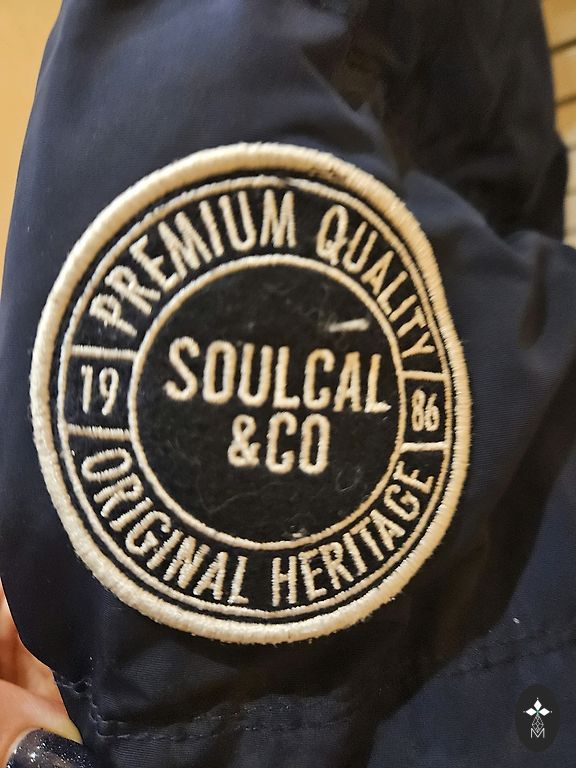 PREMIUM QUALITY
19
SOULCAL
&CO
86
ORIGINAL HERITAGE